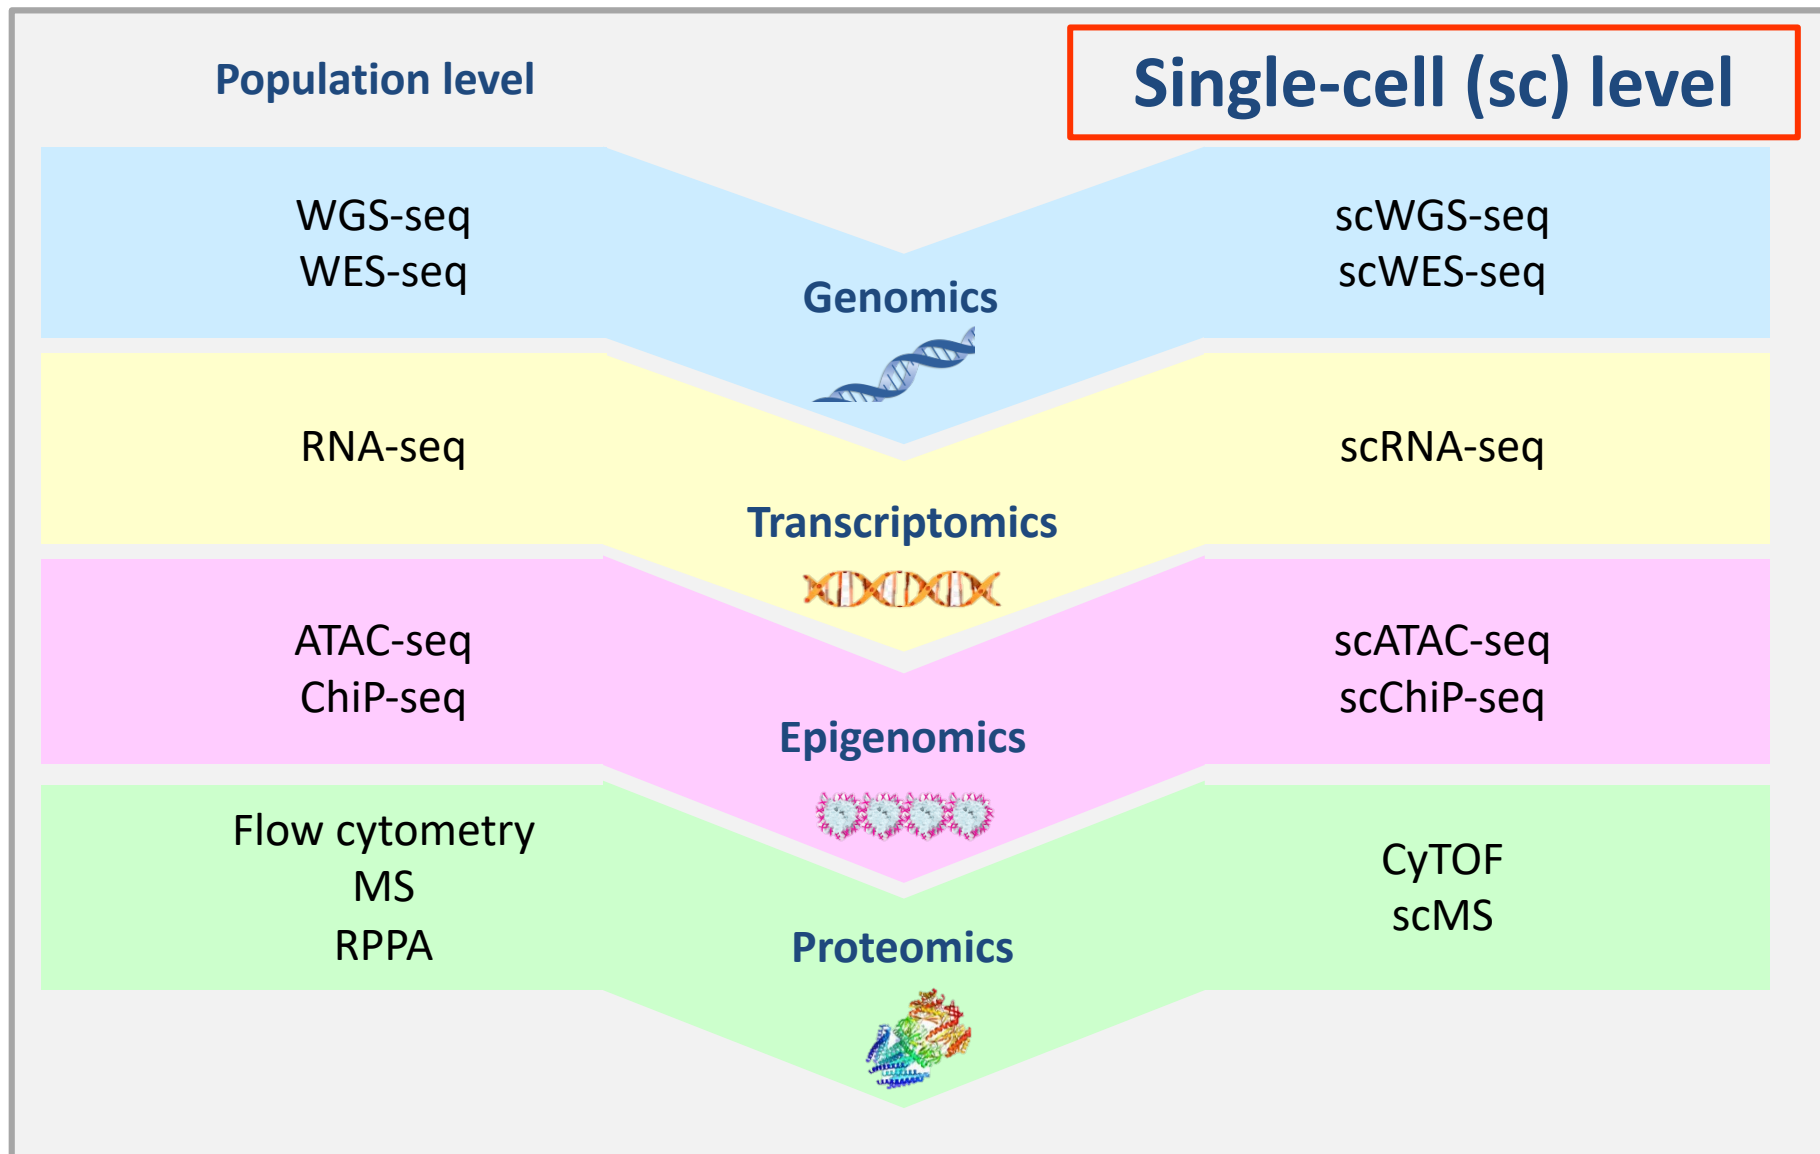 Population level
Single-cell (sc) level
WGS-seq
WES-seq
Genomics
scWGS-seq
scWES-seq
RNA-seq
Transcriptomics
scRNA-seq
ATAC-seq
ChiP-seq
Epigenomics
scATAC-seq
scChiP-seq
Flow cytometry
MS
RPPA
Proteomics
CyTOF
scMS